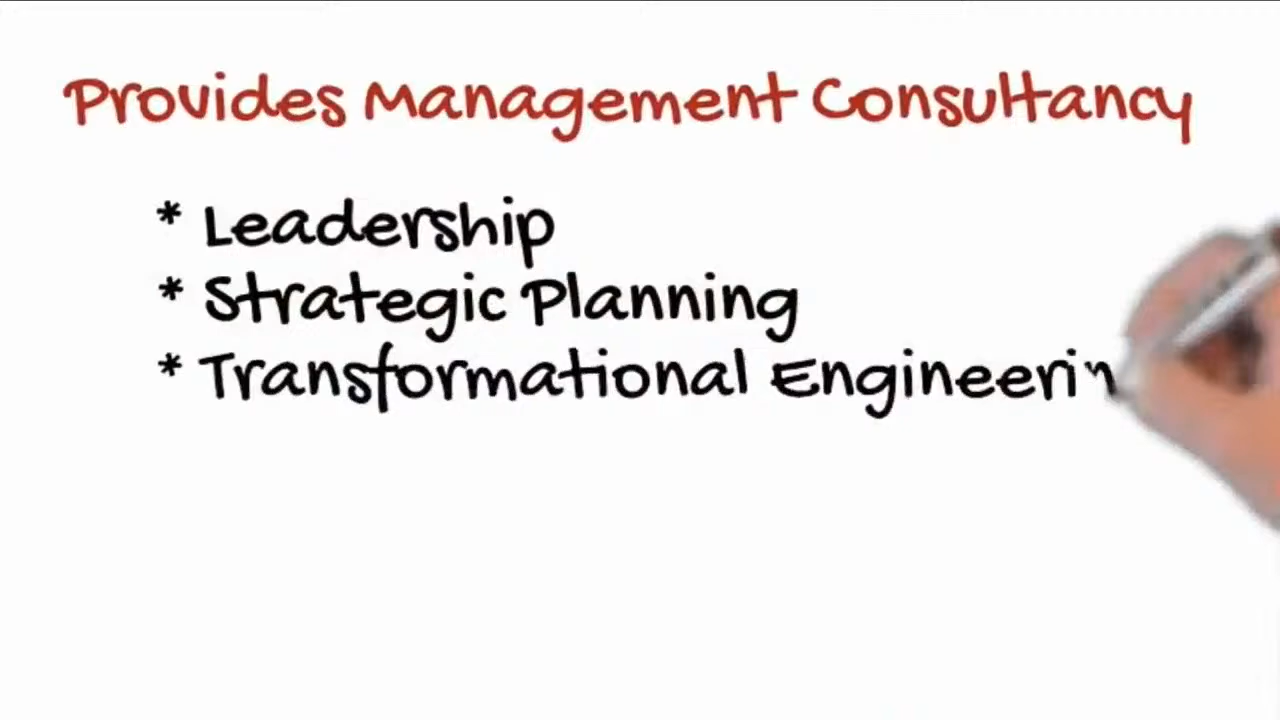 Provides Management Consultancy
* Leadership
* Strategic Planning
* Transformational Engineerin